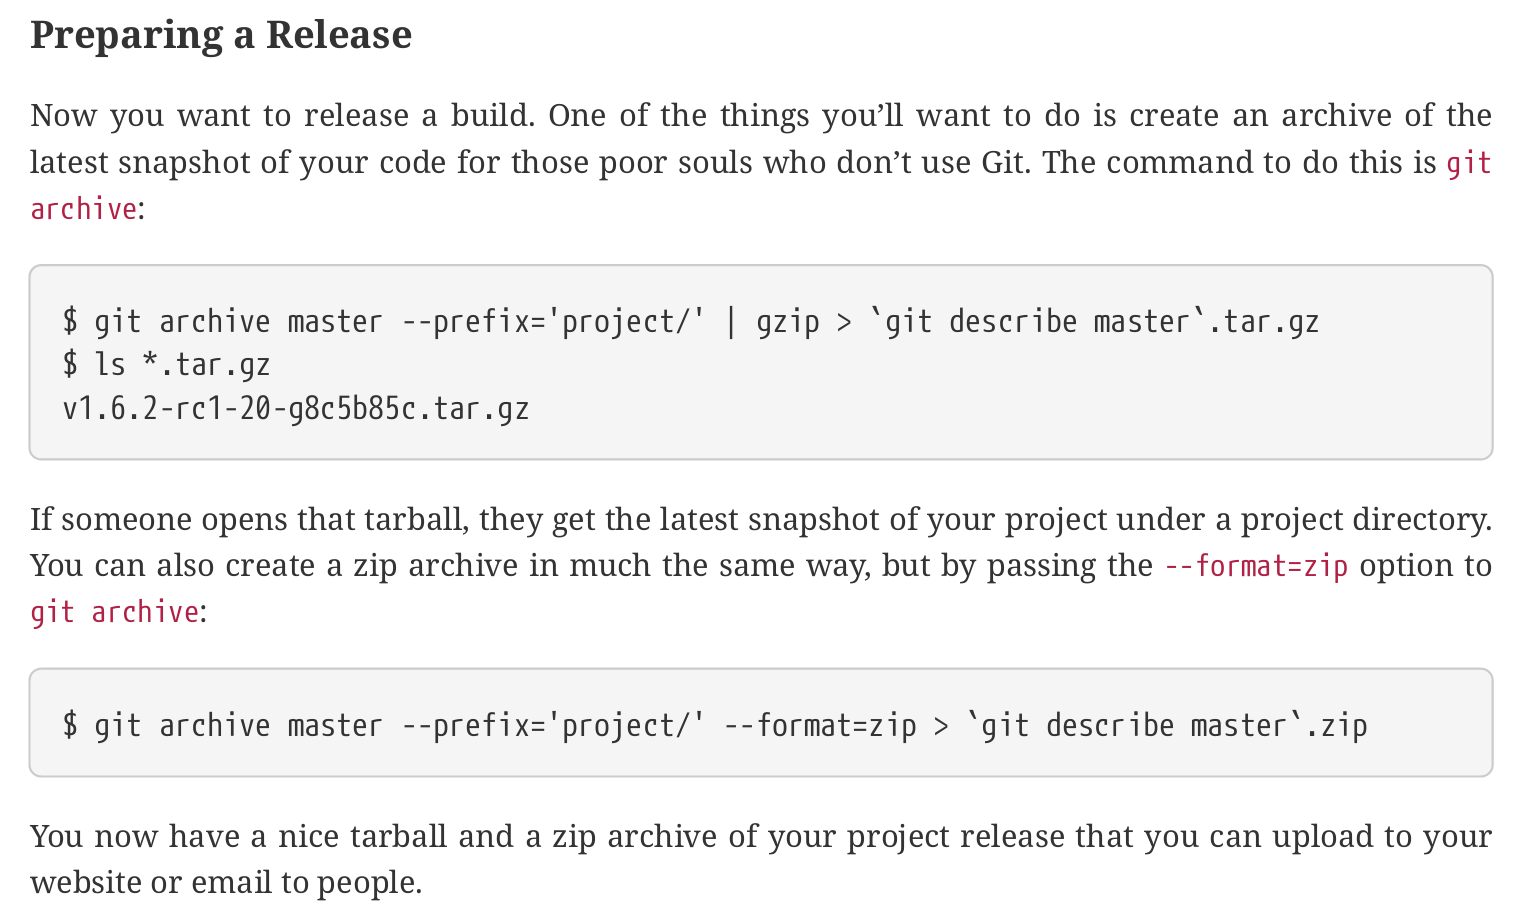 Preparing a Release
Now you want to release a build. One of the things you’ll want to do is create an archive of the
latest snapshot of your code for those poor souls who don’t use Git. The command to do this is git
archive:
$ git archive master --prefix='project/' | gzip > `git describe master`.tar.gz
$ ls *.tar.gz
v1.6.2-rc1-20-g8c5b85c.tar.gz
If someone opens that tarball, they get the latest snapshot of your project under a project directory.
You can also create a zip archive in much the same way, but by passing the --format=zip option to
git archive:
$ git archive master --prefix='project/' --format=zip > `git describe master`.zip
You now have a nice tarball and a zip archive of your project release that you can upload to your
website or email to people.